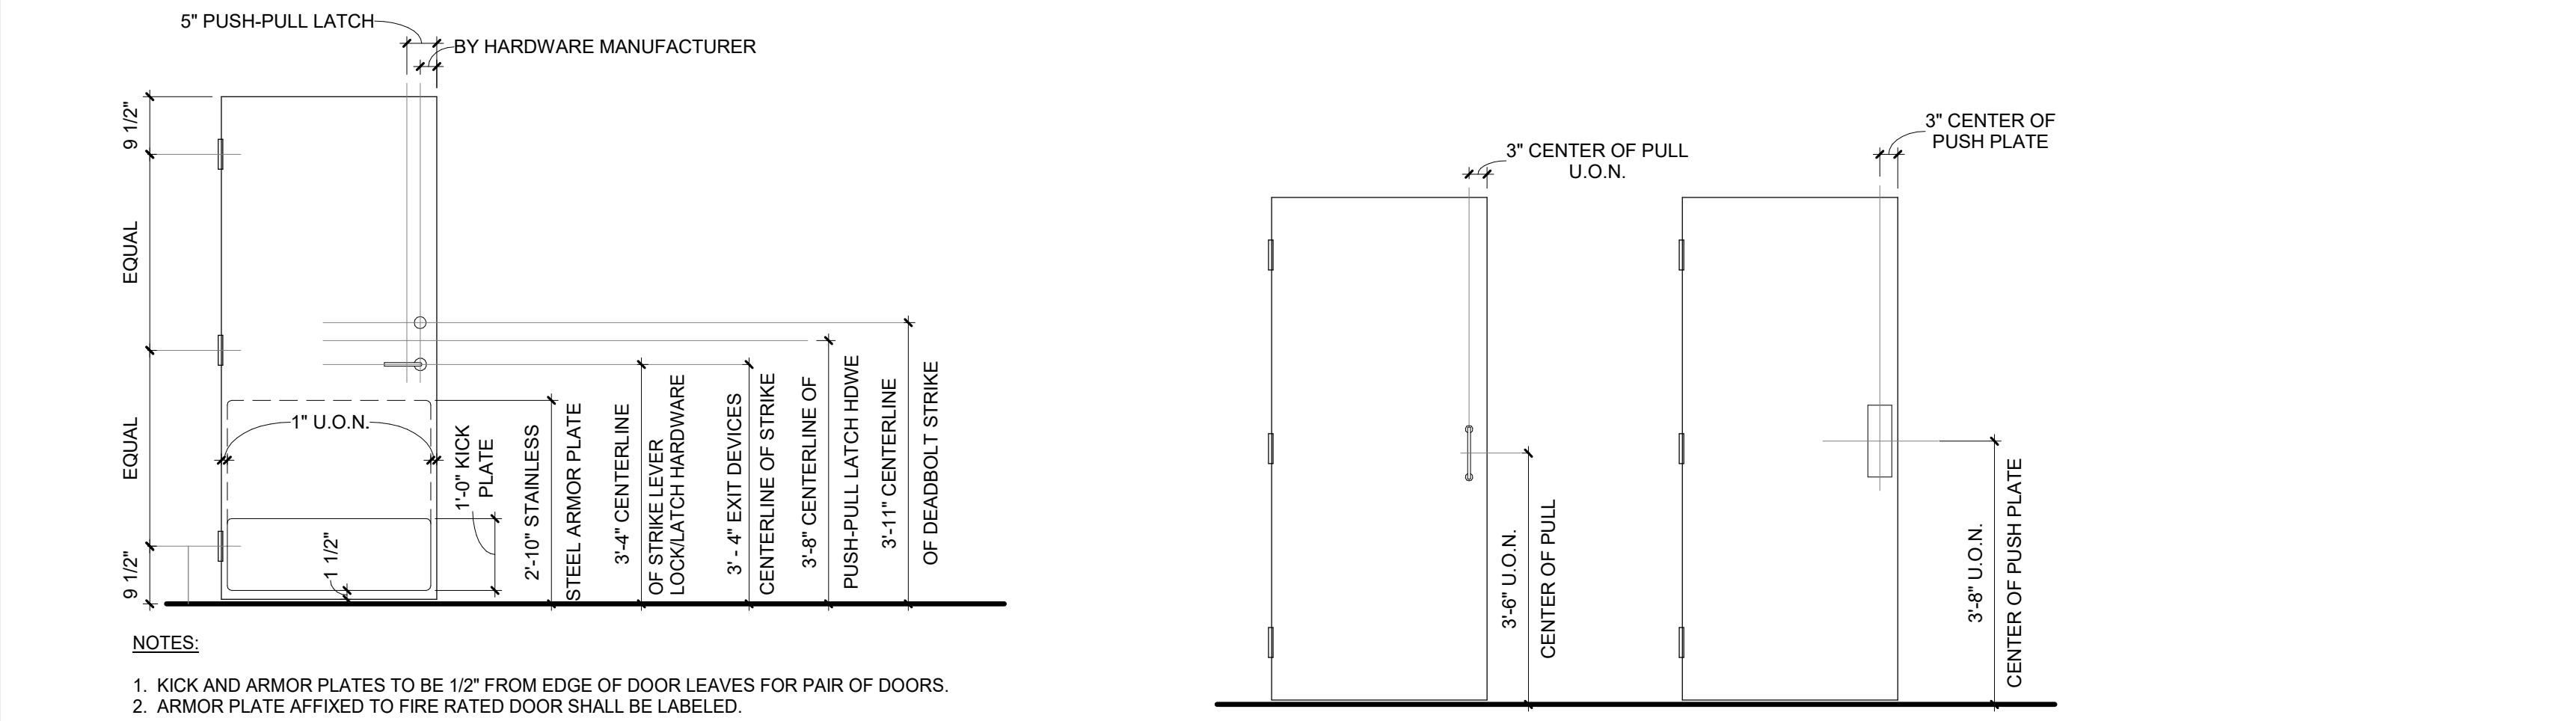 5" PUSH-PULL LATCH
BY HARDWARE MANUFACTURER
9 1/2"
EQUAL
EQUAL
9 1/2"
1" U.O.N.
1 1/2"
1'-0" KICK
PLATE
2'-10" STAINLESS
STEEL ARMOR PLATE
3'-4" CENTERLINE
OF STRIKE LEVER
LOCK/LATCH HARDWARE
3' - 4" EXIT DEVICES
CENTERLINE OF STRIKE
3'-8" CENTERLINE OF
PUSH-PULL LATCH HDWE
3'-11" CENTERLINE
OF DEADBOLT STRIKE
NOTES:
1. KICK AND ARMOR PLATES TO BE 1/2" FROM EDGE OF DOOR LEAVES FOR PAIR OF DOORS.
2. ARMOR PLATE AFFIXED TO FIRE RATED DOOR SHALL BE LABELED.
3" CENTER OF PULL
U.O.N.
3'-6" U.O.N.
CENTER OF PULL
3" CENTER OF
PUSH PLATE
3'-8" U.O.N.
CENTER OF PUSH PLATE